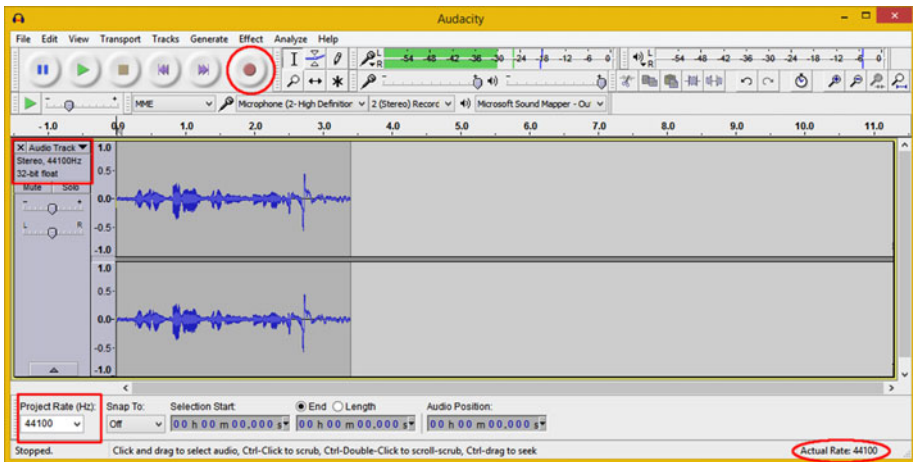 Audacity
File Edit View Transport Tracks Generate Effect Analyze Help
L R -54 -48 -42 -36 -30 -24 -18 -12 -6 0 L R -54 -48 -42 -36 -30 -24 -18 -12 -6 0
MME Microphone (2- High Definitior 2 (Stereo) Recorc Microsoft Sound Mapper - Ou
-1.0 0.0 1.0 2.0 3.0 4.0 5.0 6.0 7.0 8.0 9.0 10.0 11.0
X Audio Track 1.0
Stereo, 44100Hz
32-bit float 0.5
Mute Solo
- + 0.0
L R -0.5
-1.0
1.0
0.5
0.0
-0.5
-1.0
Project Rate (Hz): Snap To: Selection Start: End Length Audio Position:
44100 Off 00 h 00 m 00.000 s 00 h 00 m 00.000 s 00 h 00 m 00.000 s
Stopped. Click and drag to select audio, Ctrl-Click to scrub, Ctrl-Double-Click to scroll-scrub, Ctrl-drag to seek Actual Rate: 44100